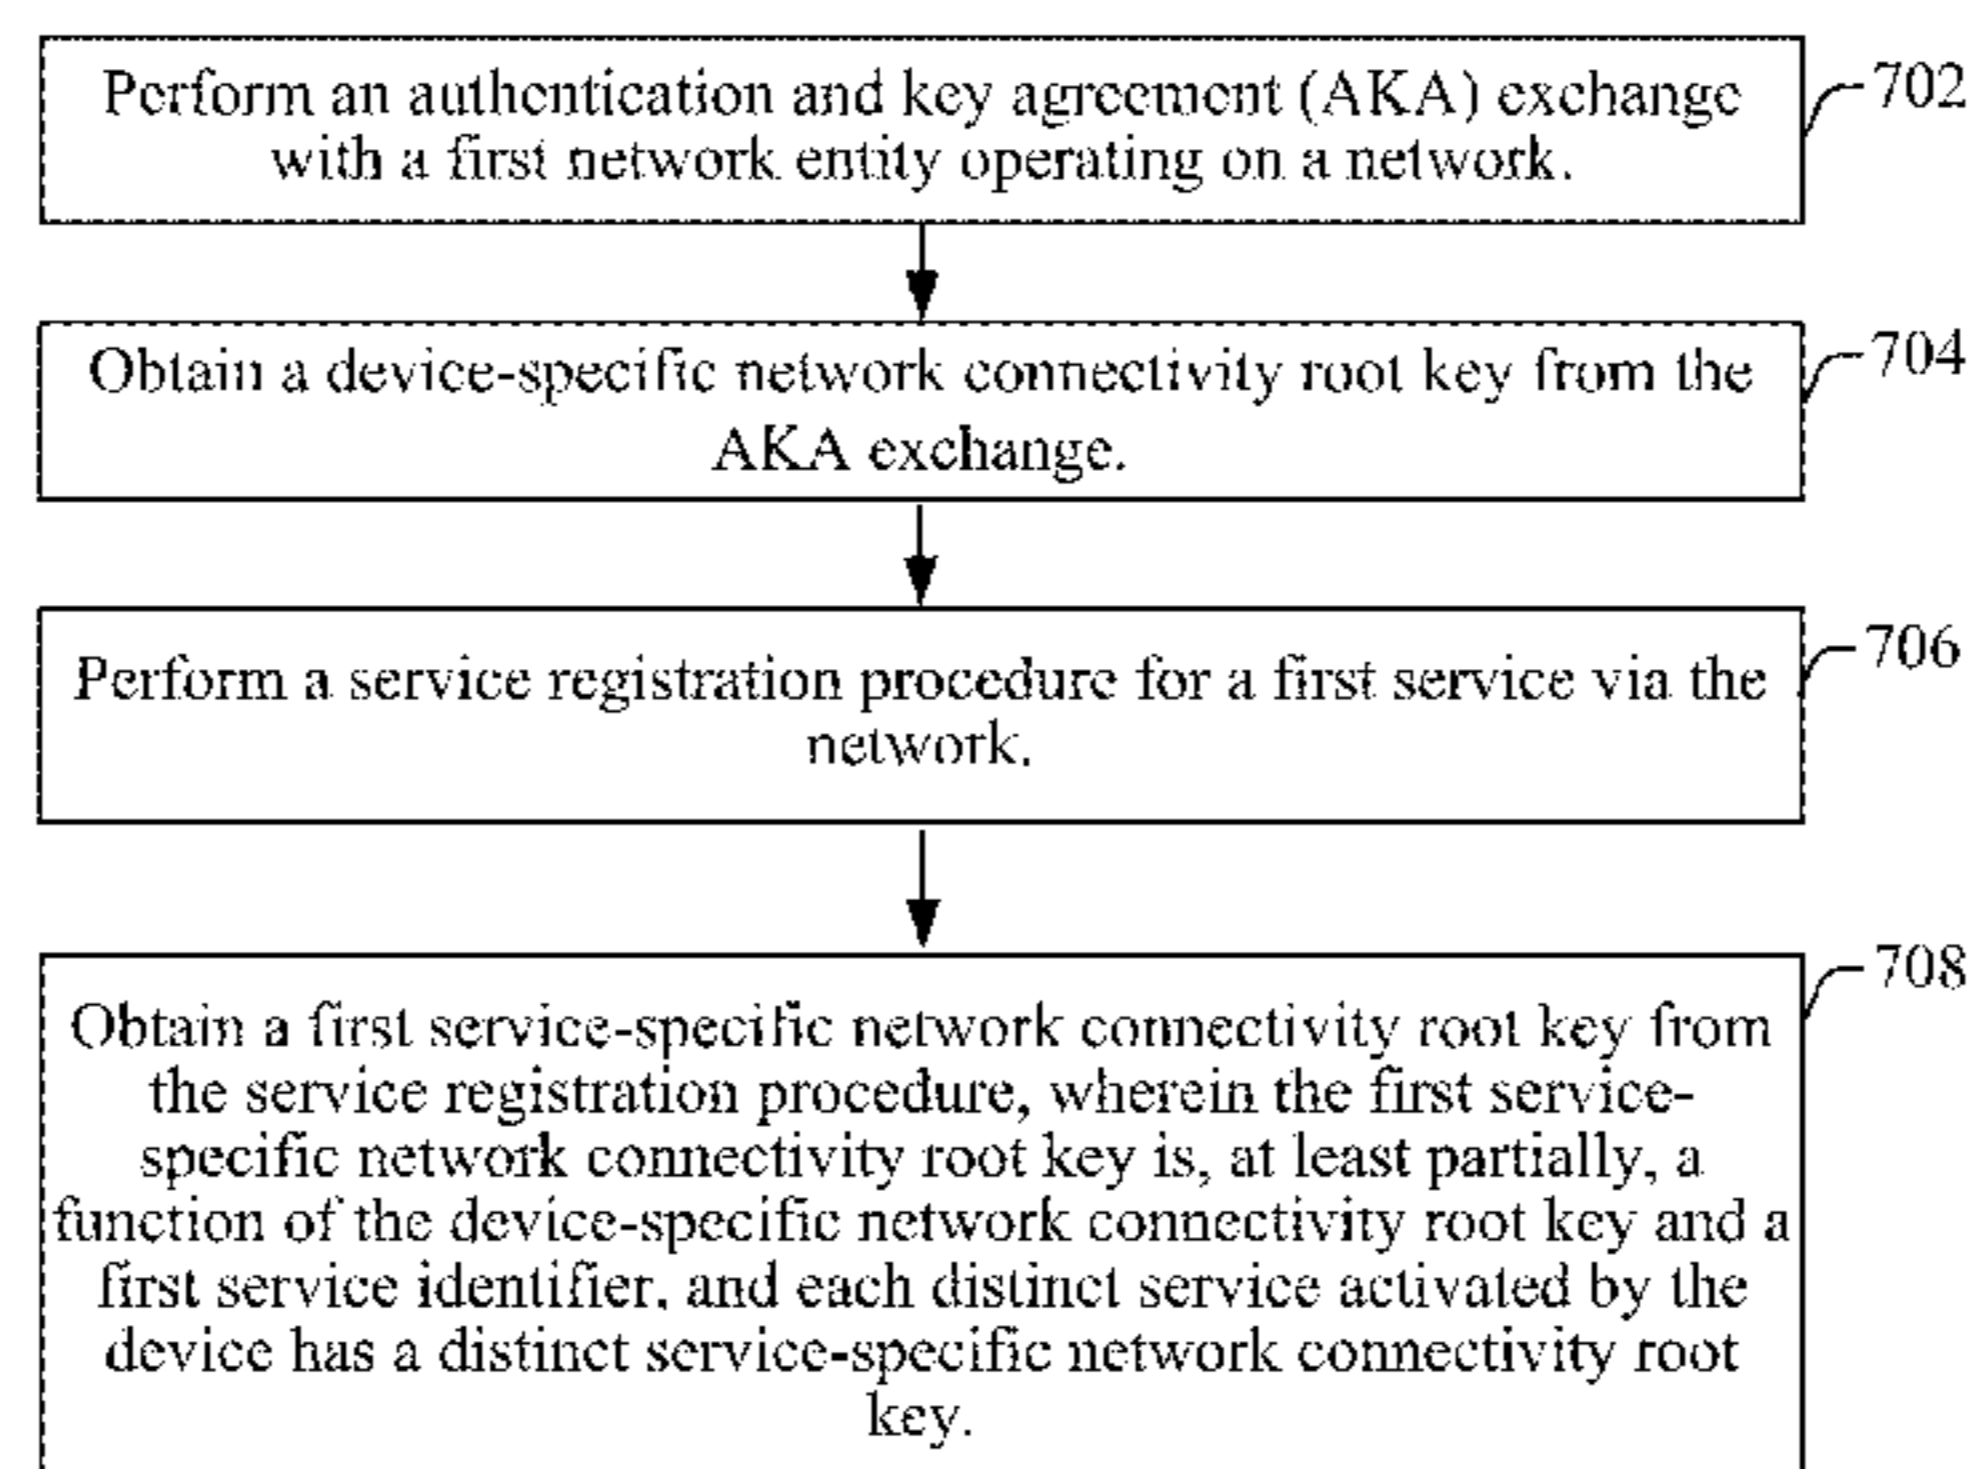 Perform an authentication and key agreement (AKA) exchange
with a first network entity operating on a network.
702
Obtain a device-specific network connectivity root key from the
AKA exchange.
704
Perform a service registration procedure for a first service via the
network.
706
Obtain a first service-specific network connectivity root key from
the service registration procedure, wherein the first service-
specific network connectivity root key is, at least partially, a
function of the device-specific network connectivity root key and a
first service identifier, and each distinct service activated by the
device has a distinct service-specific network connectivity root
key.
708